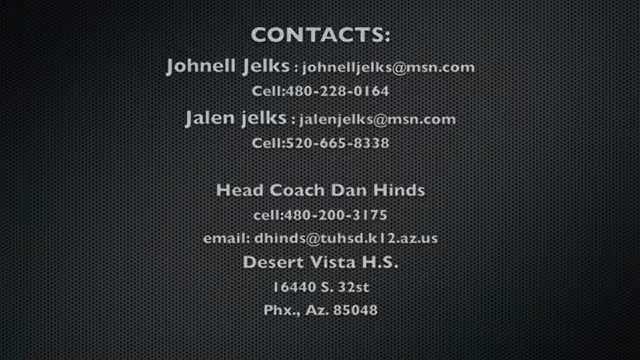 CONTACTS:
Johnell Jelks : johnelljelks@msn.com
Cell:480-228-0164
Jalen jelks : jalenjelks@msn.com
Cell:520-665-8338
Head Coach Dan Hinds
cell:480-200-3175
email: dhinds@tuhsd.k12.az.us
Desert Vista H.S.
16440 S. 32st
Phx., Az. 85048